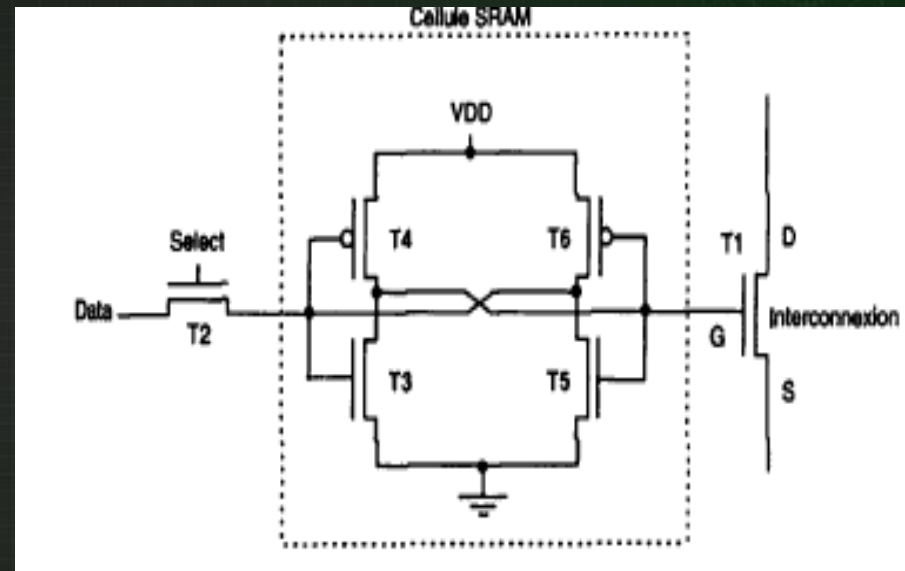 Cellule SRAM
VDD
Select
T4
T6
T1
D
Data
T2
G
Interconnexion
T3
T5
S